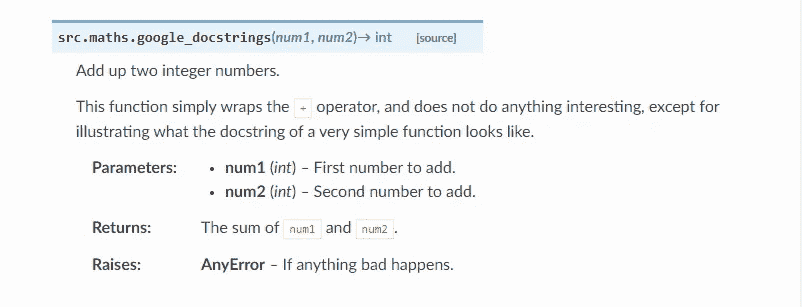 src.maths.google_docstrings(num1, num2)→ int [source]
Add up two integer numbers.
This function simply wraps the + operator, and does not do anything interesting, except for
illustrating what the docstring of a very simple function looks like.
Parameters: • num1 (int) – First number to add.
• num2 (int) – Second number to add.
Returns: The sum of num1 and num2.
Raises: AnyError – If anything bad happens.